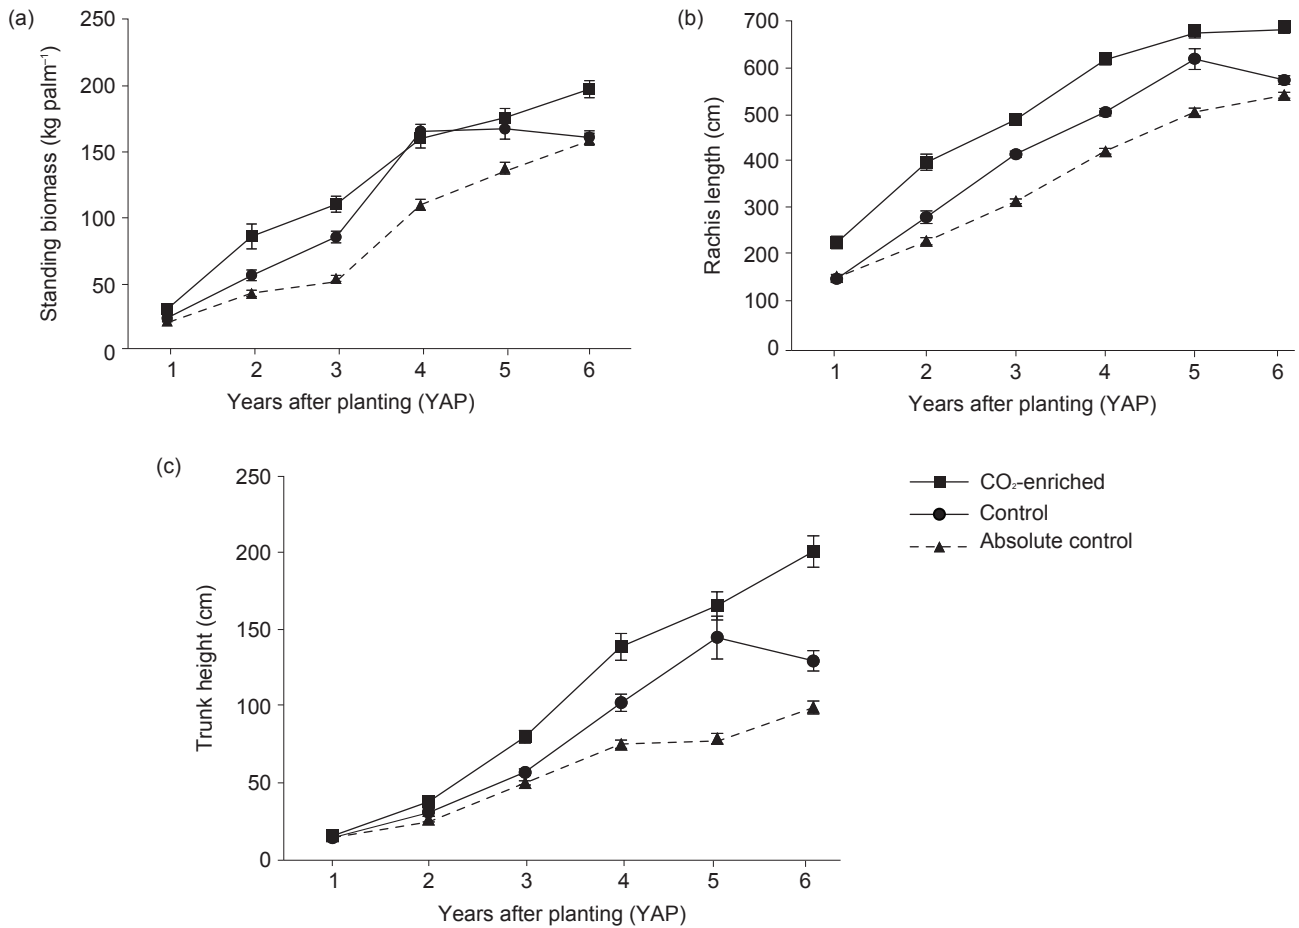 (a)
250
200
150
100
50
0
Standing biomass (kg palm⁻¹)
1 2 3 4 5 6
Years after planting (YAP)
(b)
700
600
500
400
300
200
100
0
Rachis length (cm)
1 2 3 4 5 6
Years after planting (YAP)
(c)
250
200
150
100
50
0
Trunk height (cm)
1 2 3 4 5 6
Years after planting (YAP)
CO₂-enriched
Control
Absolute control